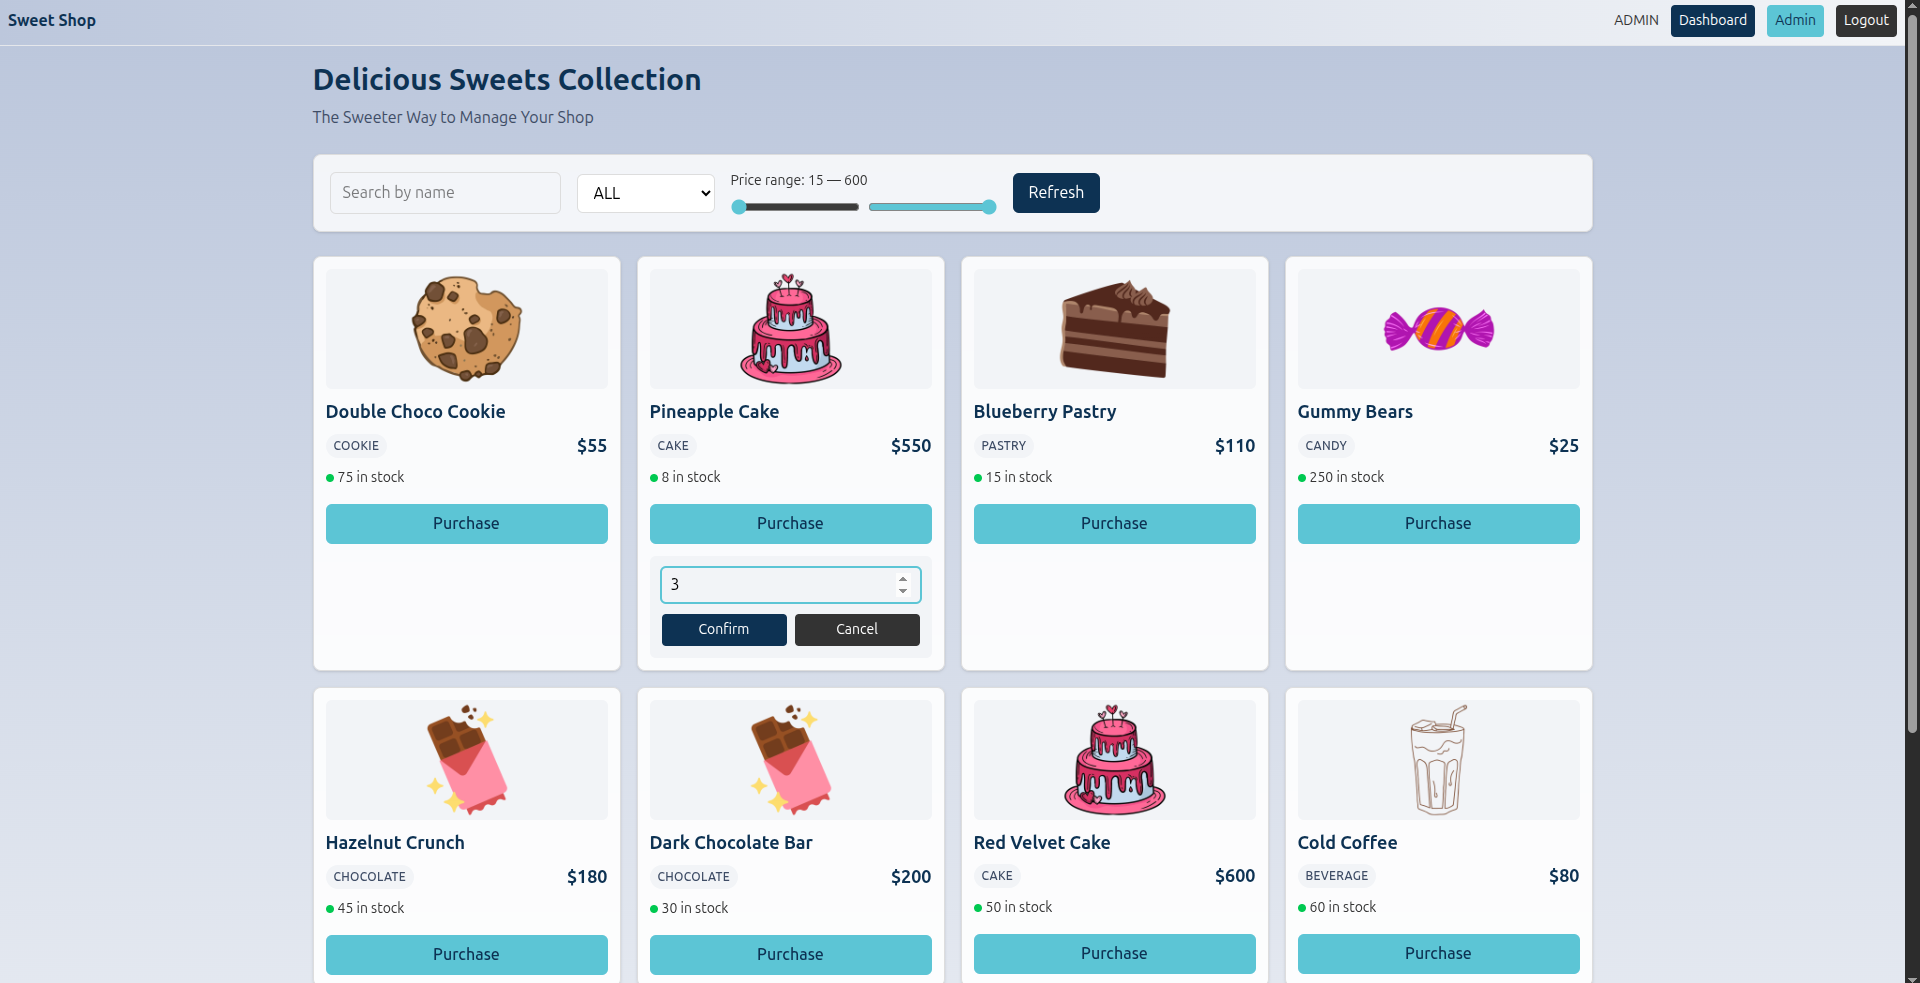 Sweet Shop
ADMIN Dashboard Admin Logout
Delicious Sweets Collection
The Sweeter Way to Manage Your Shop
Search by name
ALL
Price range: 15 — 600
Refresh
Double Choco Cookie
COOKIE $55
75 in stock
Purchase
Pineapple Cake
CAKE $550
8 in stock
Purchase
3
Confirm Cancel
Blueberry Pastry
PASTRY $110
15 in stock
Purchase
Gummy Bears
CANDY $25
250 in stock
Purchase
Hazelnut Crunch
CHOCOLATE $180
45 in stock
Purchase
Dark Chocolate Bar
CHOCOLATE $200
30 in stock
Purchase
Red Velvet Cake
CAKE $600
50 in stock
Purchase
Cold Coffee
BEVERAGE $80
60 in stock
Purchase